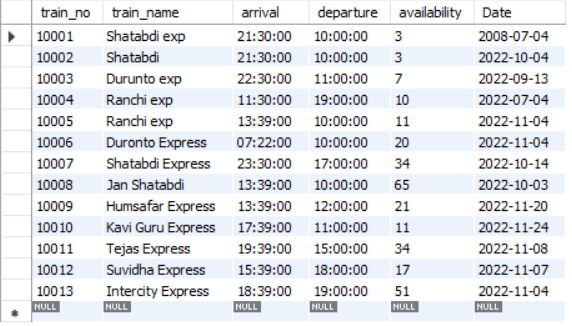 train_no train_name arrival departure availability Date
10001 Shatabdi exp 21:30:00 10:00:00 3 2008-07-04
10002 Shatabdi 21:30:00 10:00:00 3 2022-10-04
10003 Durunto exp 22:30:00 11:00:00 7 2022-09-13
10004 Ranchi exp 11:30:00 19:00:00 10 2022-07-04
10005 Ranchi exp 13:39:00 10:00:00 11 2022-11-04
10006 Duronto Express 07:22:00 10:00:00 20 2022-11-04
10007 Shatabdi Express 23:30:00 17:00:00 34 2022-10-14
10008 Jan Shatabdi 13:39:00 10:00:00 65 2022-10-03
10009 Humsafar Express 13:39:00 12:00:00 21 2022-11-20
10010 Kavi Guru Express 17:39:00 11:00:00 11 2022-11-24
10011 Tejas Express 19:39:00 15:00:00 34 2022-11-08
10012 Suvidha Express 15:39:00 18:00:00 17 2022-11-07
10013 Intercity Express 18:39:00 19:00:00 51 2022-11-04
NULL NULL NULL NULL NULL NULL